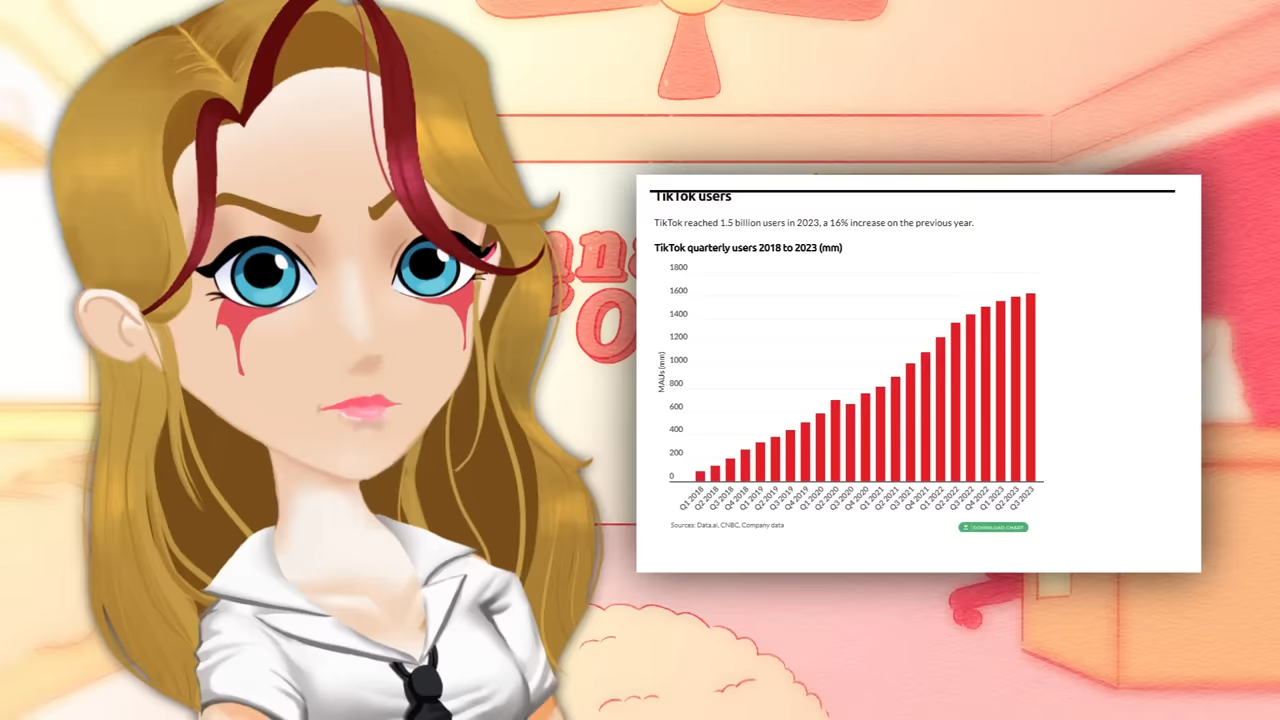 TikTok users
TikTok reached 1.5 billion users in 2023, a 16% increase on the previous year.
TikTok quarterly users 2018 to 2023 (mm)
1800
1600
1400
1200
1000
800
600
400
200
0
MAUs (mm)
Q1 2018
Q2 2018
Q3 2018
Q4 2018
Q1 2019
Q2 2019
Q3 2019
Q4 2019
Q1 2020
Q2 2020
Q3 2020
Q4 2020
Q1 2021
Q2 2021
Q3 2021
Q4 2021
Q1 2022
Q2 2022
Q3 2022
Q4 2022
Q1 2023
Q2 2023
Q3 2023
Sources: Data.ai, CNBC, Company data
DOWNLOAD CHART